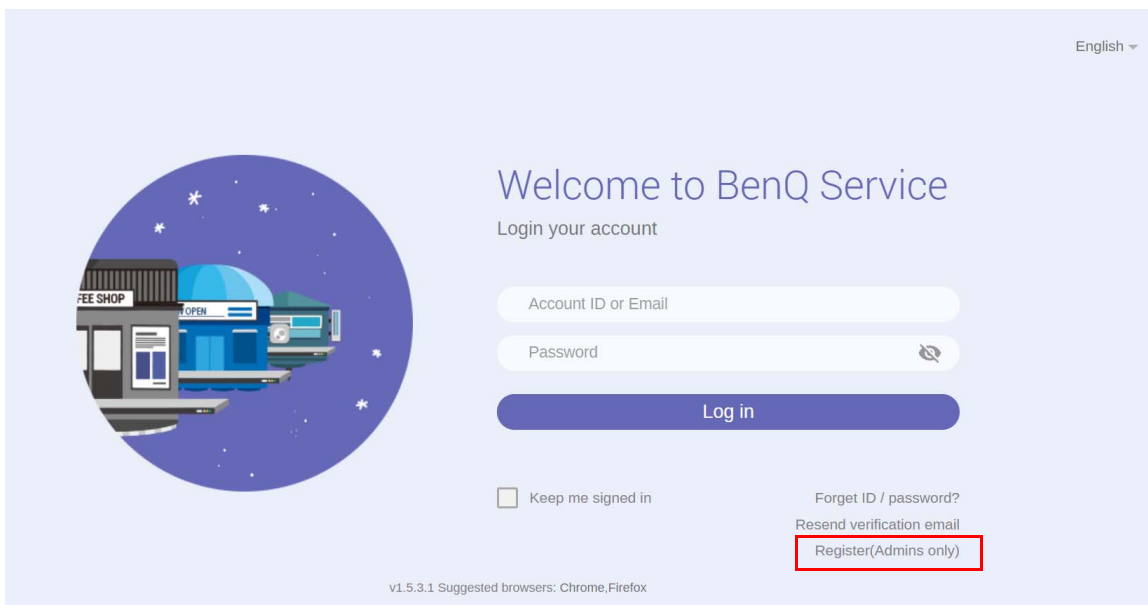 English
Welcome to BenQ Service
Login your account
FEE SHOP
OPEN
Account ID or Email
Password
Log in
Keep me signed in
Forget ID / password?
Resend verification email
Register(Admins only)
v1.5.3.1 Suggested browsers: Chrome,Firefox